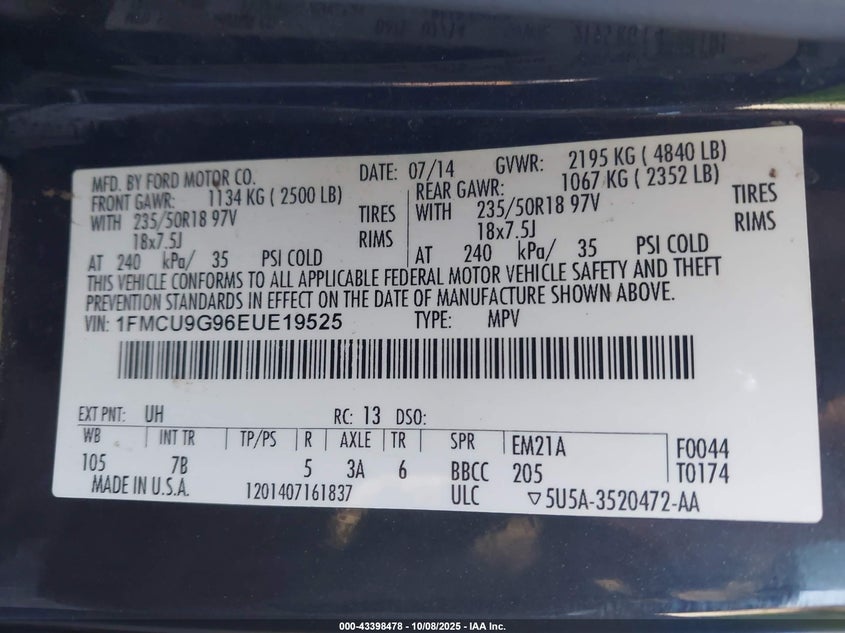 MFD. BY FORD MOTOR CO. DATE: 07/14 GVWR: 2195 KG ( 4840 LB)
FRONT GAWR: 1134 KG ( 2500 LB) REAR GAWR: 1067 KG ( 2352 LB)
WITH 235/50R18 97V TIRES WITH 235/50R18 97V TIRES
18x7.5J RIMS 18x7.5J RIMS
AT 240 kPa/ 35 PSI COLD AT 240 kPa/ 35 PSI COLD
THIS VEHICLE CONFORMS TO ALL APPLICABLE FEDERAL MOTOR VEHICLE SAFETY AND THEFT
PREVENTION STANDARDS IN EFFECT ON THE DATE OF MANUFACTURE SHOWN ABOVE.
VIN: 1FMCU9G96EUE19525 TYPE: MPV
EXT PNT: UH RC: 13 DSO:
WB INT TR TP/PS R AXLE TR SPR EM21A F0044
105 7B 5 3A 6 BBCC 205 T0174
MADE IN U.S.A. 1201407161837 ULC ▽5U5A-3520472-AA
000-43398478 - 10/08/2025 - IAA Inc.